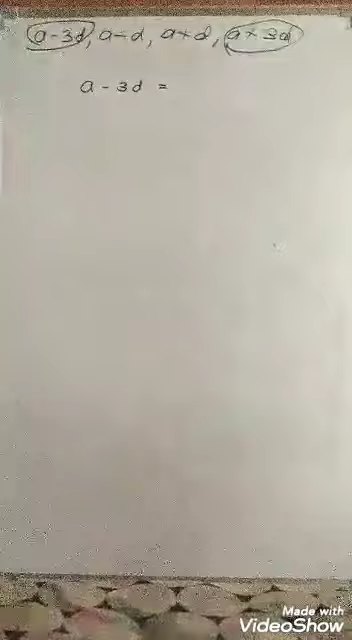 a-3d, a-d, a+d, a+3d
a - 3d =
Made with
VideoShow